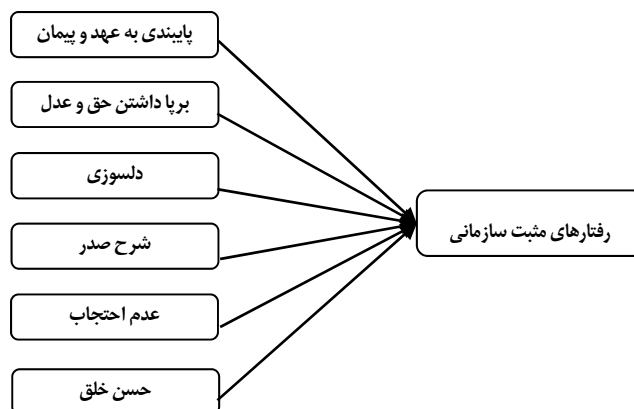 پایبندی به عهد و پیمان
برپا داشتن حق و عدل
دلسوزی
شرح صدر
عدم احتجاب
حسن خلق
رفتارهای مثبت سازمانی